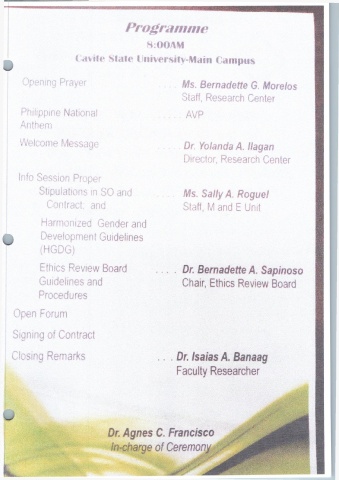 Programme
8:00AM
Cavite State University-Main Campus
Opening Prayer .... Ms. Bernadette G. Morelos
Staff, Research Center
Philippine National ...... AVP
Anthem
Welcome Message ..... Dr. Yolanda A. Ilagan
Director, Research Center
Info Session Proper
Stipulations in SO and .... Ms. Sally A. Roguel
Contract. and Staff, M and E Unit
Harmonized Gender and
Development Guidelines
(HGDG)
Ethics Review Board .... Dr. Bernadette A. Sapinoso
Guidelines and Chair, Ethics Review Board
Procedures
Open Forum
Signing of Contract
Closing Remarks ... Dr. Isaias A. Banaag
Faculty Researcher
Dr. Agnes C. Francisco
In-charge of Ceremony